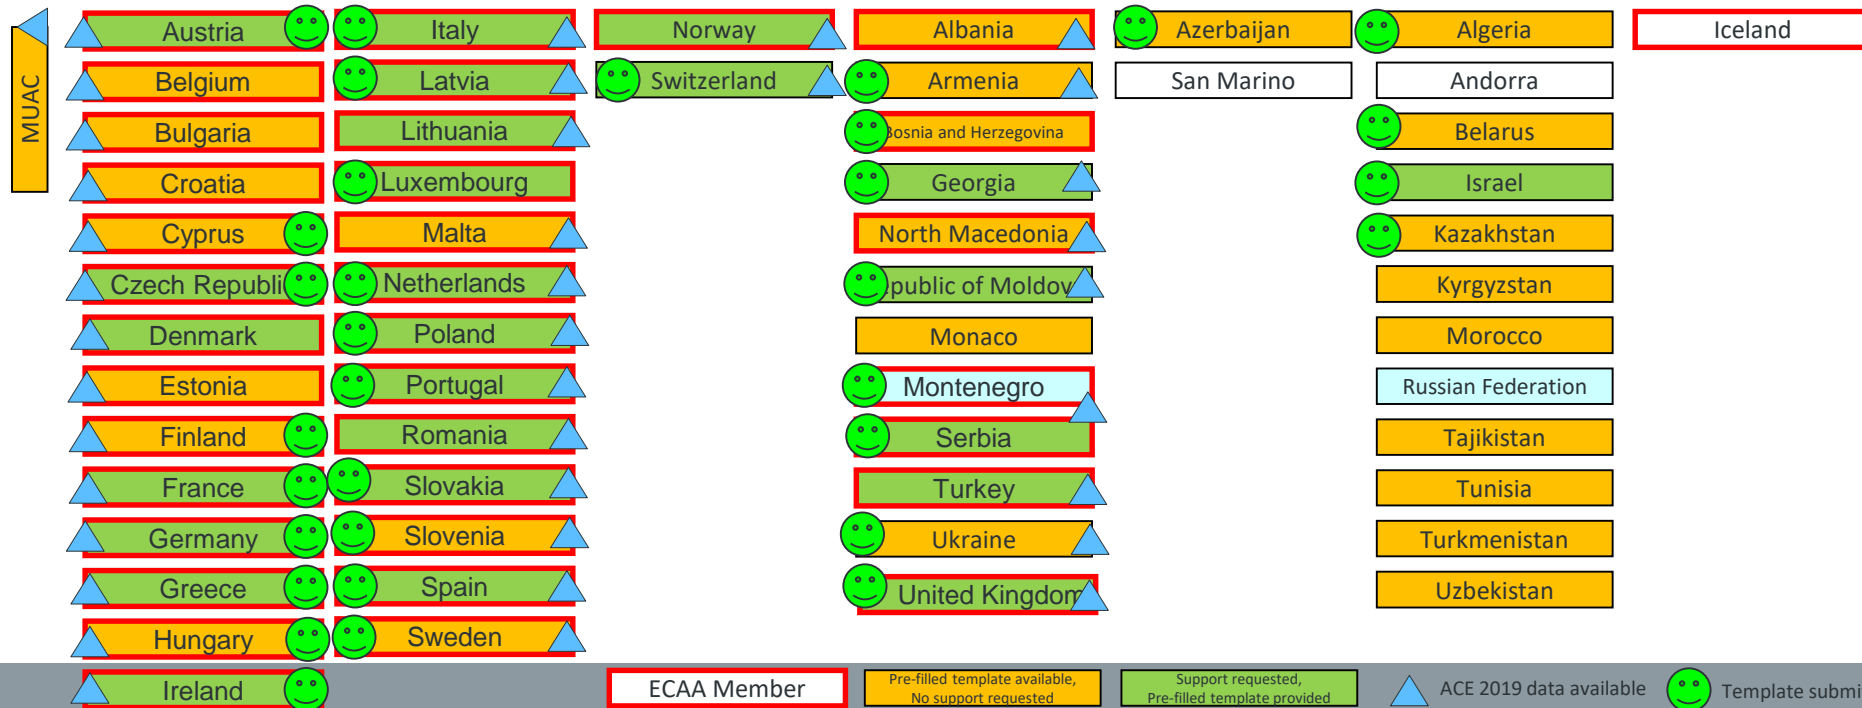 MUAC
Austria
Belgium
Bulgaria
Croatia
Cyprus
Czech Republi
Denmark
Estonia
Finland
France
Germany
Greece
Hungary
Ireland
Italy
Latvia
Lithuania
Luxembourg
Malta
Netherlands
Poland
Portugal
Romania
Slovakia
Slovenia
Spain
Sweden
Norway
Switzerland
Albania
Armenia
Bosnia and Herzegovina
Georgia
North Macedonia
epublic of Moldov
Monaco
Montenegro
Serbia
Turkey
Ukraine
United Kingdom
Azerbaijan
San Marino
Algeria
Andorra
Belarus
Israel
Kazakhstan
Kyrgyzstan
Morocco
Russian Federation
Tajikistan
Tunisia
Turkmenistan
Uzbekistan
Iceland
ECAA Member
Pre-filled template available,
No support requested
Support requested,
Pre-filled template provided
ACE 2019 data available
Template submi